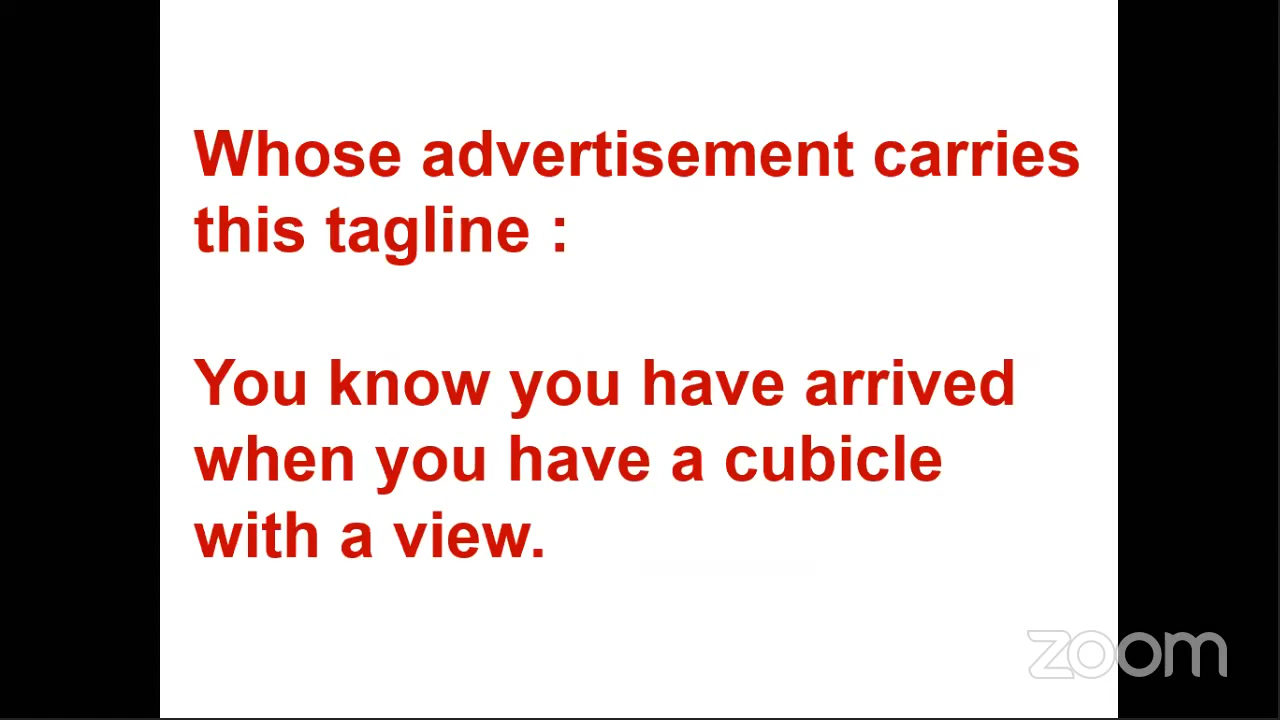 Whose advertisement carries
this tagline :
You know you have arrived
when you have a cubicle
with a view.
zoom